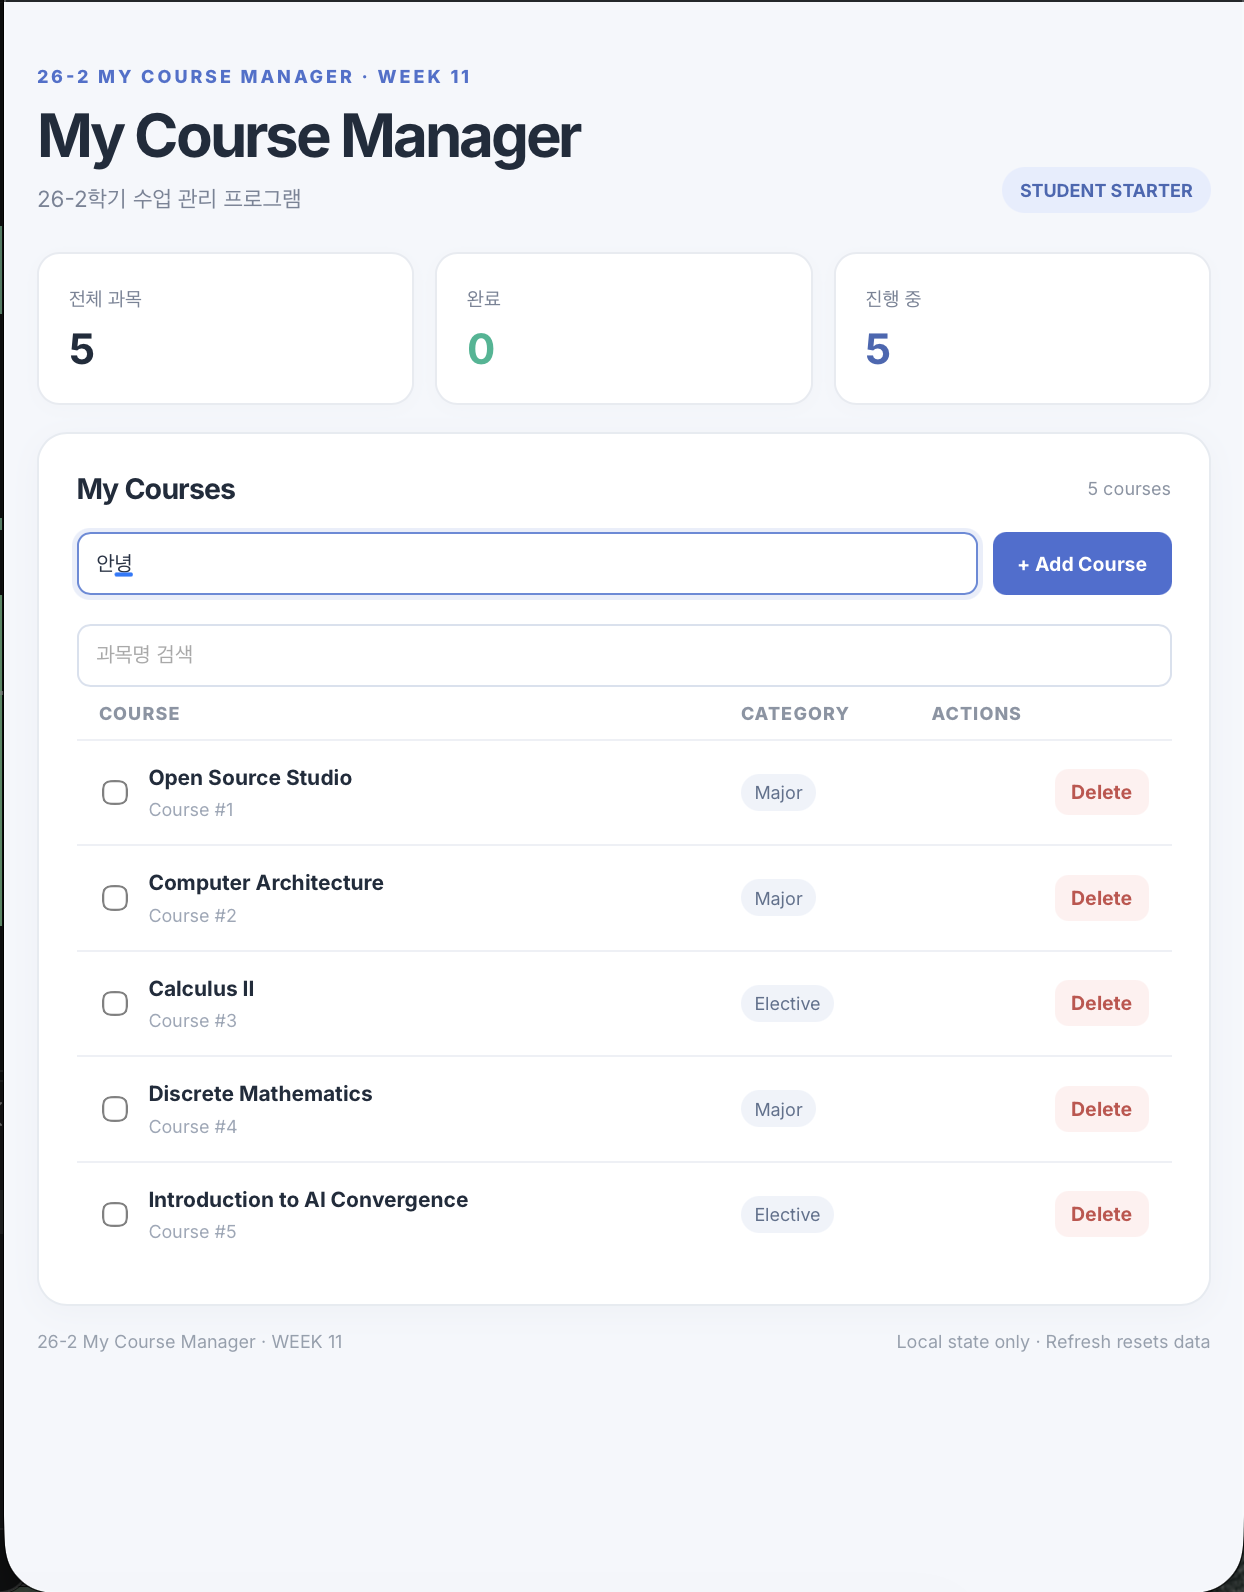 26-2 MY COURSE MANAGER · WEEK 11
My Course Manager
26-2학기 수업 관리 프로그램
STUDENT STARTER
전체 과목
5
완료
0
진행 중
5
My Courses
5 courses
안녕
+ Add Course
과목명 검색
COURSE CATEGORY ACTIONS
Open Source Studio
Course #1
Major
Delete
Computer Architecture
Course #2
Major
Delete
Calculus II
Course #3
Elective
Delete
Discrete Mathematics
Course #4
Major
Delete
Introduction to AI Convergence
Course #5
Elective
Delete
26-2 My Course Manager · WEEK 11
Local state only · Refresh resets data